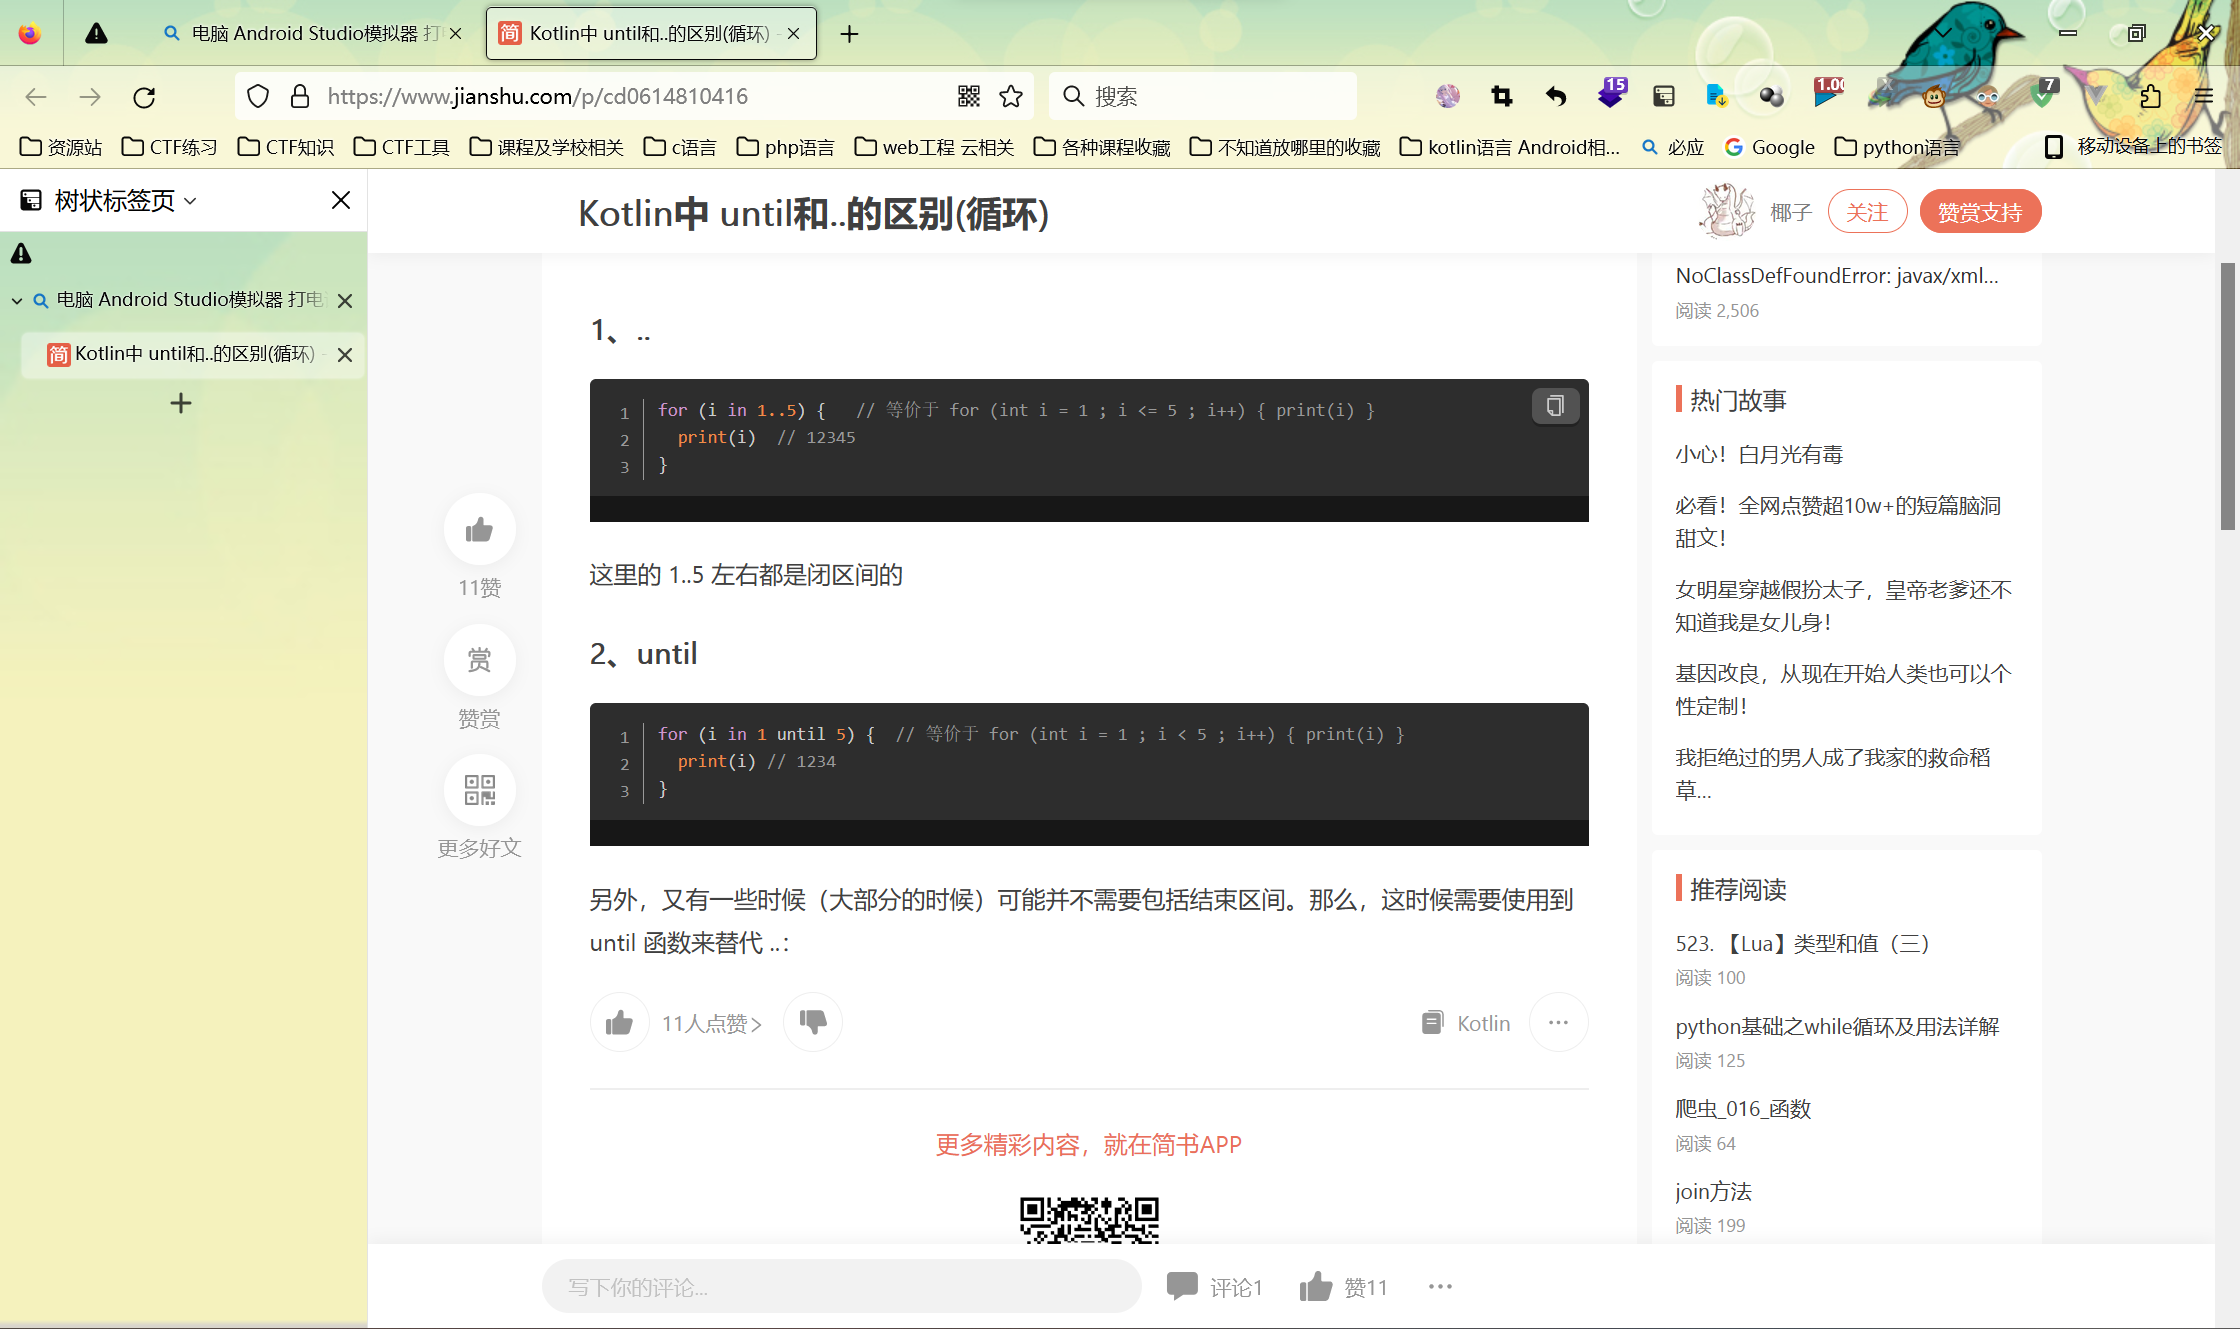 电脑 Android Studio模拟器 打
Kotlin中 until和..的区别(循环)
https://www.jianshu.com/p/cd0614810416
搜索
15
1.00
7
资源站
CTF练习
CTF知识
CTF工具
课程及学校相关
c语言
php语言
web工程 云相关
各种课程收藏
不知道放哪里的收藏
kotlin语言 Android相...
必应
Google
python语言
移动设备上的书签
树状标签页
电脑 Android Studio模拟器 打电
简 Kotlin中 until和..的区别(循环) -
Kotlin中 until和..的区别(循环)
椰子
关注
赞赏支持
11赞
赏
赞赏
更多好文
1、..
1 for (i in 1..5) { // 等价于 for (int i = 1 ; i <= 5 ; i++) { print(i) }
2 print(i) // 12345
3 }
这里的 1..5 左右都是闭区间的
2、until
1 for (i in 1 until 5) { // 等价于 for (int i = 1 ; i < 5 ; i++) { print(i) }
2 print(i) // 1234
3 }
另外，又有一些时候（大部分的时候）可能并不需要包括结束区间。那么，这时候需要使用到
until 函数来替代 ..：
11人点赞>
Kotlin
更多精彩内容，就在简书APP
NoClassDefFoundError: javax/xml...
阅读 2,506
热门故事
小心！白月光有毒
必看！全网点赞超10w+的短篇脑洞
甜文！
女明星穿越假扮太子，皇帝老爹还不
知道我是女儿身！
基因改良，从现在开始人类也可以个
性定制！
我拒绝过的男人成了我家的救命稻
草...
推荐阅读
523. 【Lua】类型和值（三）
阅读 100
python基础之while循环及用法详解
阅读 125
爬虫_016_函数
阅读 64
join方法
阅读 199
写下你的评论...
评论1
赞11